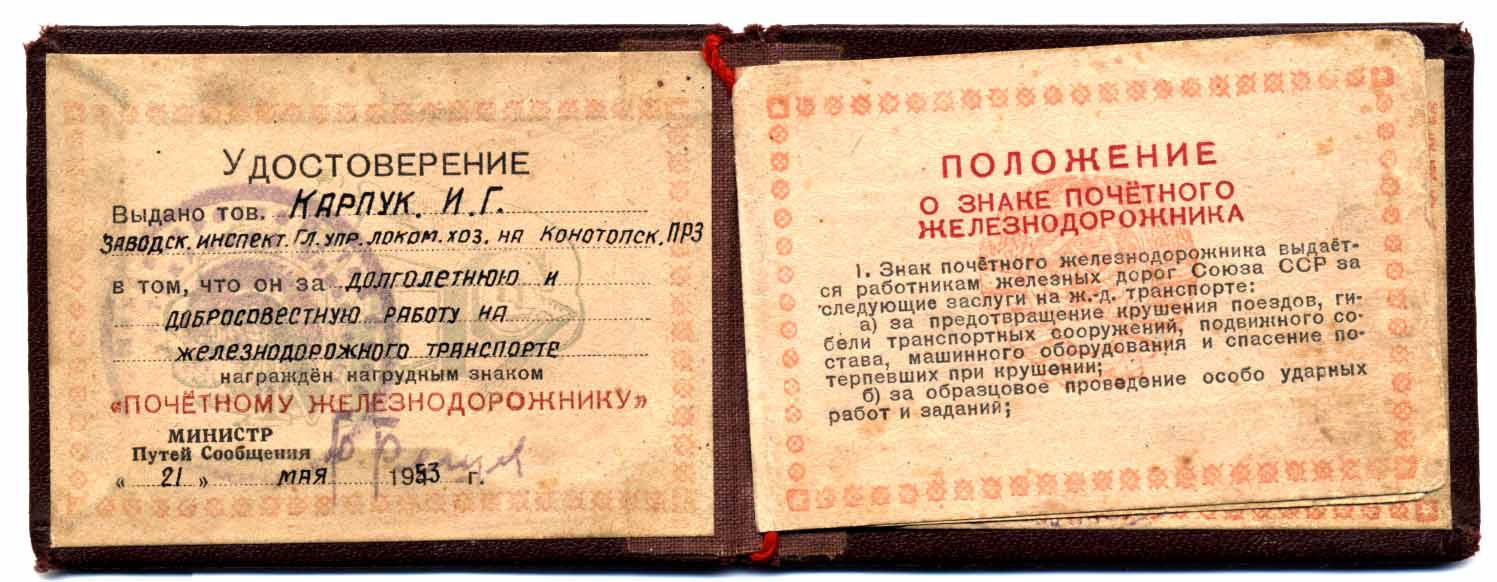 УДОСТОВЕРЕНИЕ
Выдано тов. КАРПУК. И. Г.
ЗАВОДСК. ИНСПЕКТ. ГЛ. УПР. ЛОКОМ. ХОЗ. НА КОНОТОПСК. ПРЗ
в том, что он за ДОЛГОЛЕТНЮЮ И
ДОБРОСОВЕСТНУЮ РАБОТУ НА
ЖЕЛЕЗНОДОРОЖНОГО ТРАНСПОРТЕ
награждён нагрудным знаком
«ПОЧЁТНОМУ ЖЕЛЕЗНОДОРОЖНИКУ»
МИНИСТР
Путей Сообщения
« 21 » МАЯ 1953 г.
ПОЛОЖЕНИЕ
О ЗНАКЕ ПОЧЁТНОГО
ЖЕЛЕЗНОДОРОЖНИКА
1. Знак почётного железнодорожника выдаёт-
ся работникам железных дорог Союза ССР за
следующие заслуги на ж.-д. транспорте:
а) за предотвращение крушения поездов, ги-
бели транспортных сооружений, подвижного со-
става, машинного оборудования и спасение по-
терпевших при крушении;
б) за образцовое проведение особо ударных
работ и заданий;